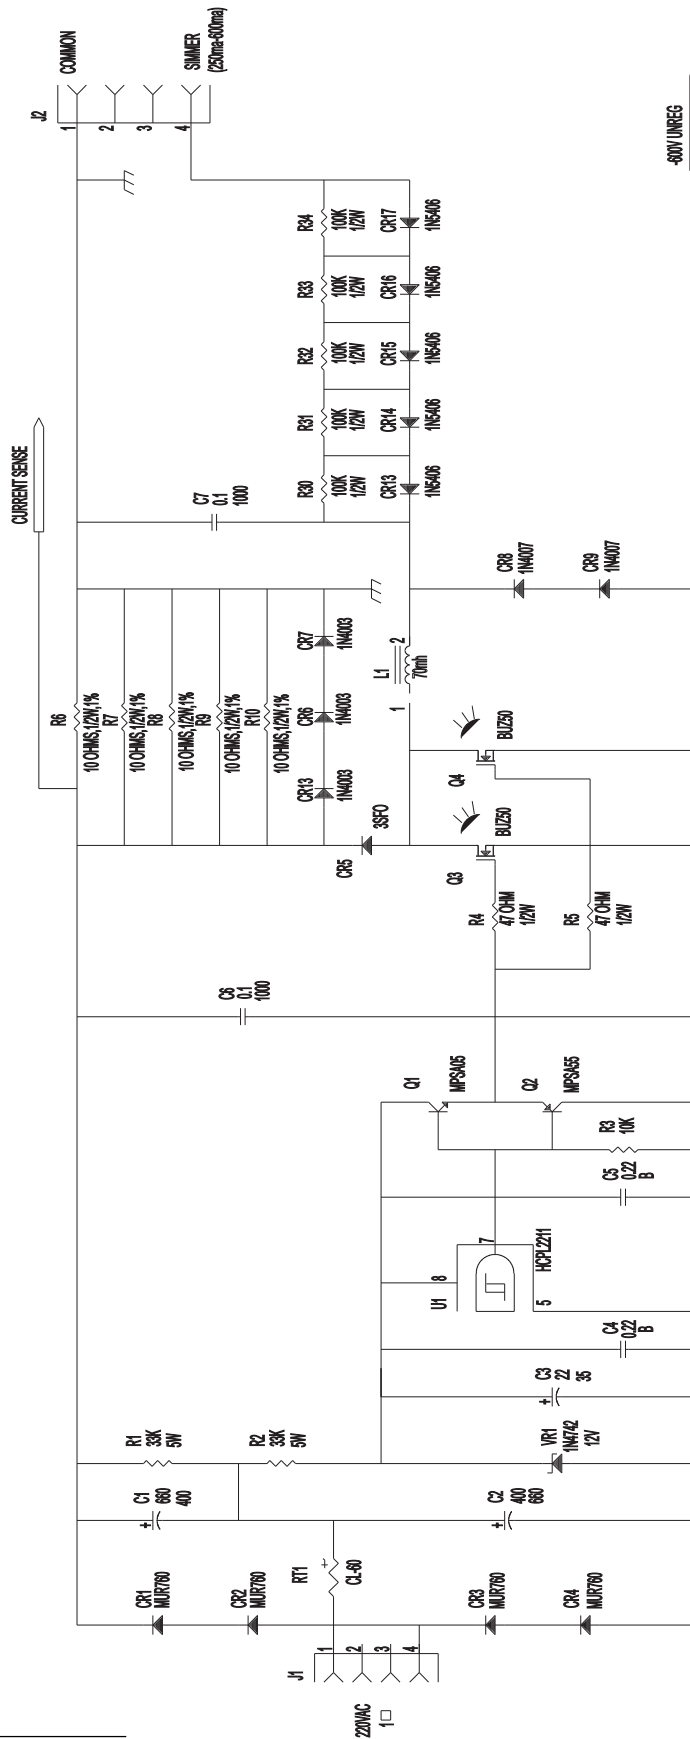 J2
COMMON
1
2
3
4
SIMMER
(250ma-600ma)
-600V UNREG
CURRENT SENSE
R34
100K
1/2W
CR17
1N5406
R33
100K
1/2W
CR16
1N5406
R32
100K
1/2W
CR15
1N5406
R31
100K
1/2W
CR14
1N5406
R30
100K
1/2W
CR13
1N5406
C7
0.1
1000
CR8
1N4007
CR9
1N4007
R6
10 OHMS,1/2W,1%
R7
10 OHMS,1/2W,1%
R8
10 OHMS,1/2W,1%
R9
10 OHMS,1/2W,1%
R10
10 OHMS,1/2W,1%
CR7
1N4003
CR6
1N4003
CR13
1N4003
L1
1
2
70mh
CR5
3SFO
Q4
BUZ50
Q3
BUZ50
R4
47 OHM
1/2W
R5
47 OHM
1/2W
C6
0.1
1000
Q1
MPSA05
Q2
MPSA55
R3
10K
C5
0.22
B
U1
8
7
5
HCPL2211
C4
0.22
B
C3
22
35
+
VR1
1N4742
12V
R1
33K
5W
R2
33K
5W
C1
660
400
+
C2
400
660
+
RT1
CL-60
CR1
MUR760
CR2
MUR760
CR3
MUR760
CR4
MUR760
J1
1
2
3
4
220VAC
1